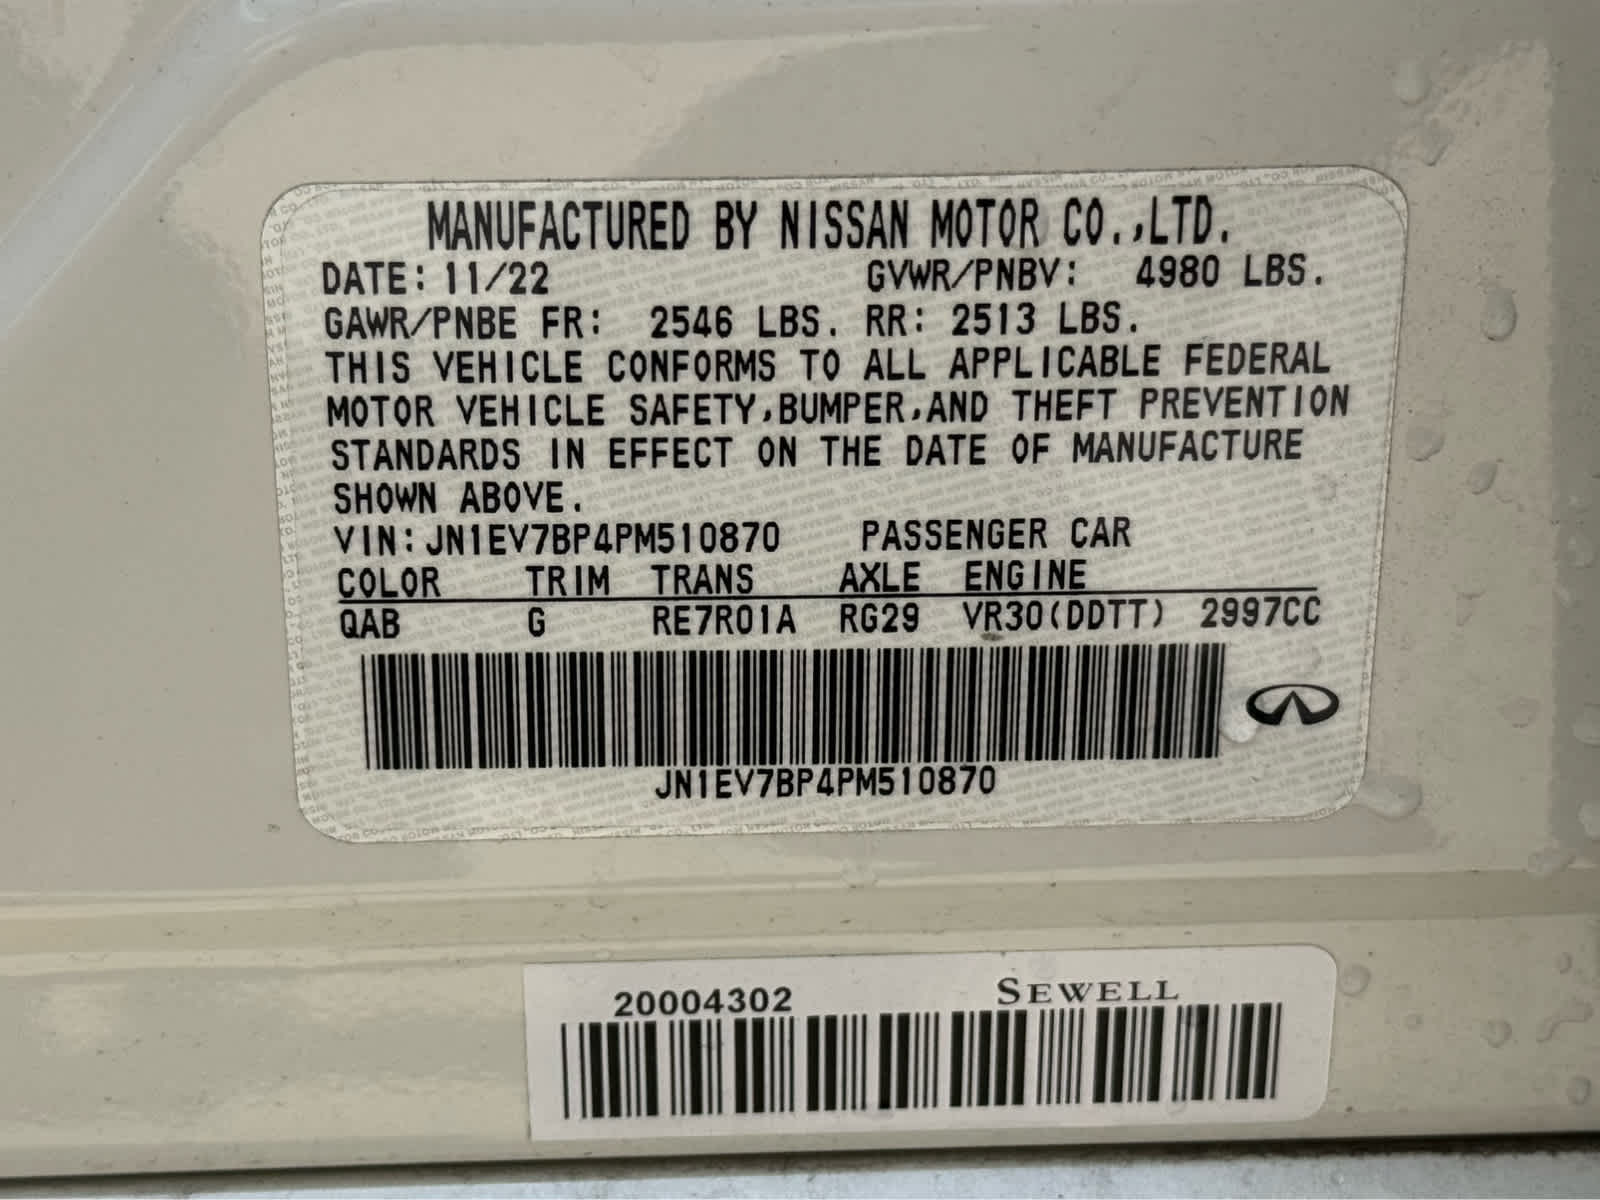 MANUFACTURED BY NISSAN MOTOR CO.,LTD.
DATE: 11/22 GVWR/PNBV: 4980 LBS.
GAWR/PNBE FR: 2546 LBS. RR: 2513 LBS.
THIS VEHICLE CONFORMS TO ALL APPLICABLE FEDERAL
MOTOR VEHICLE SAFETY,BUMPER,AND THEFT PREVENTION
STANDARDS IN EFFECT ON THE DATE OF MANUFACTURE
SHOWN ABOVE.
VIN:JN1EV7BP4PM510870 PASSENGER CAR
COLOR TRIM TRANS AXLE ENGINE
QAB G RE7R01A RG29 VR30(DDTT) 2997CC
JN1EV7BP4PM510870
20004302 SEWELL